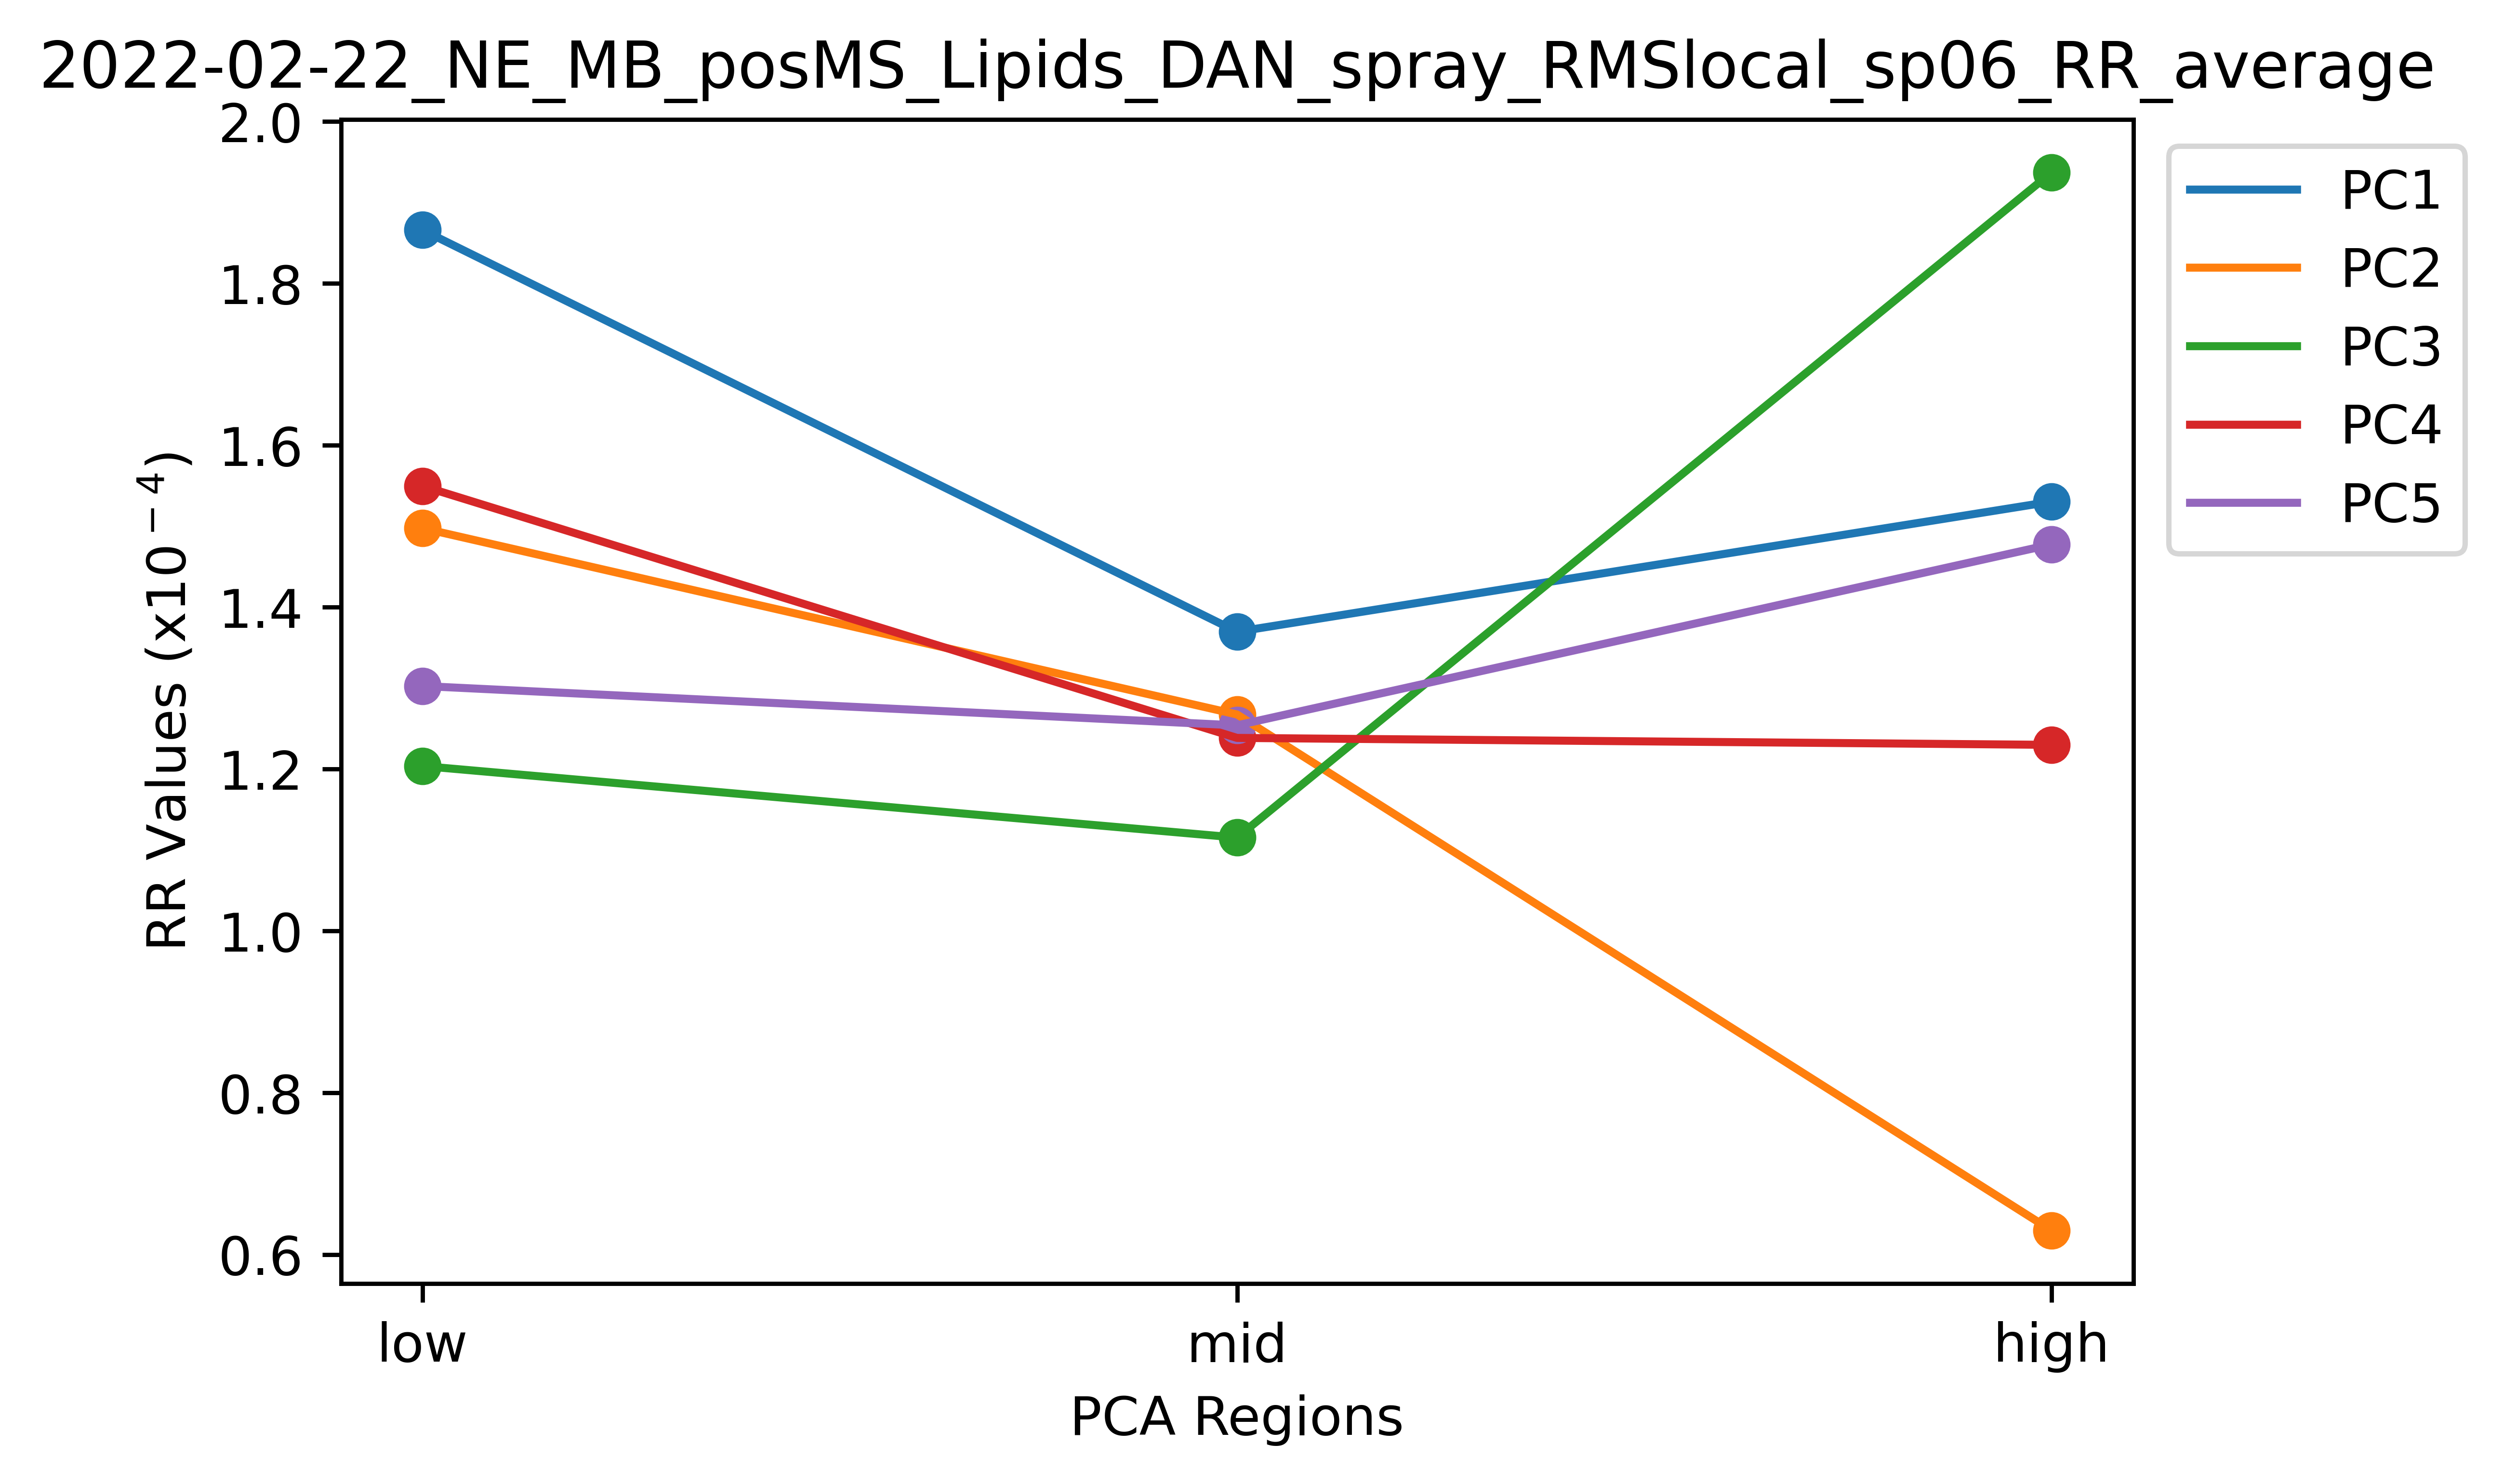 2022-02-22_NE_MB_posMS_Lipids_DAN_spray_RMSlocal_sp06_RR_average
2.0
1.8
1.6
1.4
1.2
1.0
0.8
0.6
RR Values (x10⁻⁴)
low
mid
high
PCA Regions
PC1
PC2
PC3
PC4
PC5